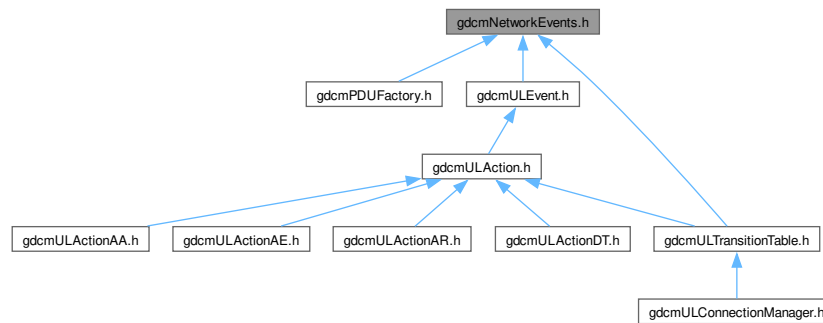 gdcmNetworkEvents.h
gdcmPDUFactory.h
gdcmULEvent.h
gdcmULAction.h
gdcmULActionAA.h
gdcmULActionAE.h
gdcmULActionAR.h
gdcmULActionDT.h
gdcmULTransitionTable.h
gdcmULConnectionManager.h